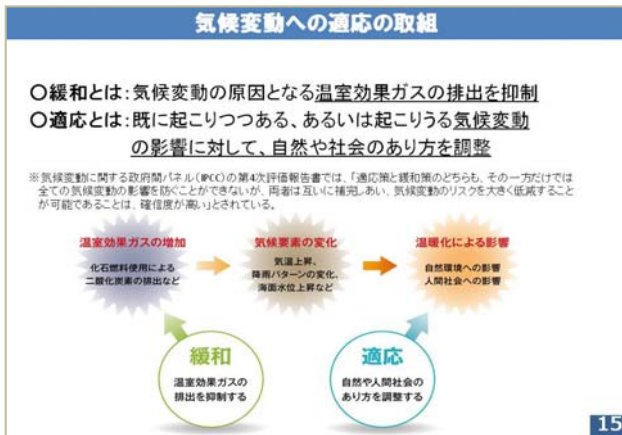 気候変動への適応の取組
○緩和とは:気候変動の原因となる温室効果ガスの排出を抑制
○適応とは:既に起こりつつある、あるいは起こりうる気候変動
の影響に対して、自然や社会のあり方を調整
※気候変動に関する政府間パネル(IPCC)の第4次評価報告書では、「適応策と緩和策のどちらも、その一方だけでは
全ての気候変動の影響を防ぐことができないが、両者は互いに補完しあい、気候変動のリスクを大きく低減すること
が可能であることは、確信度が高い」とされている。
温室効果ガスの増加
化石燃料使用による
二酸化炭素の排出など
気候要素の変化
気温上昇、
降雨パターンの変化、
海面水位上昇など
温暖化による影響
自然環境への影響
人間社会への影響
緩和
温室効果ガスの
排出を抑制する
適応
自然や人間社会の
あり方を調整する
15